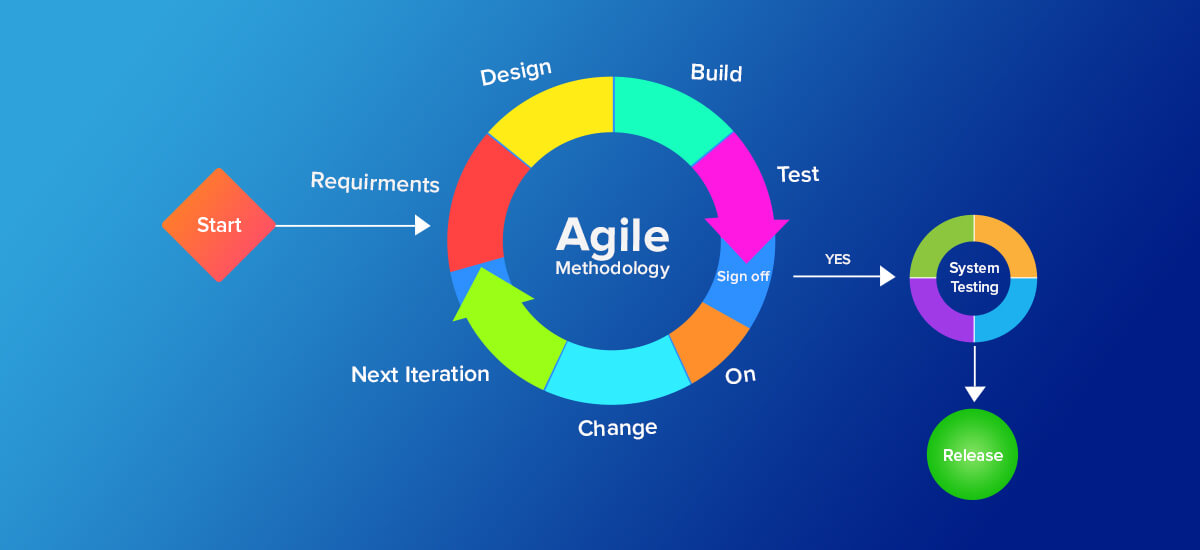 Design
Build
Requirments
Test
Start
Agile
Methodology
Sign off
YES
System
Testing
Next Iteration
On
Change
Release